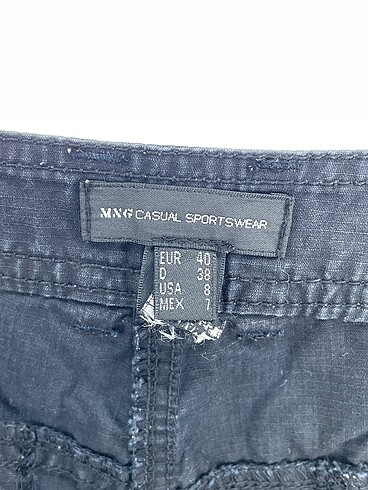 MNG CASUAL SPORTSWEAR
EUR 40
D 38
USA 8
MEX 7